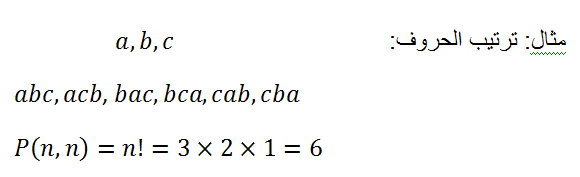 مثال: ترتيب الحروف: a, b, c
abc, acb, bac, bca, cab, cba
P(n, n) = n! = 3 × 2 × 1 = 6